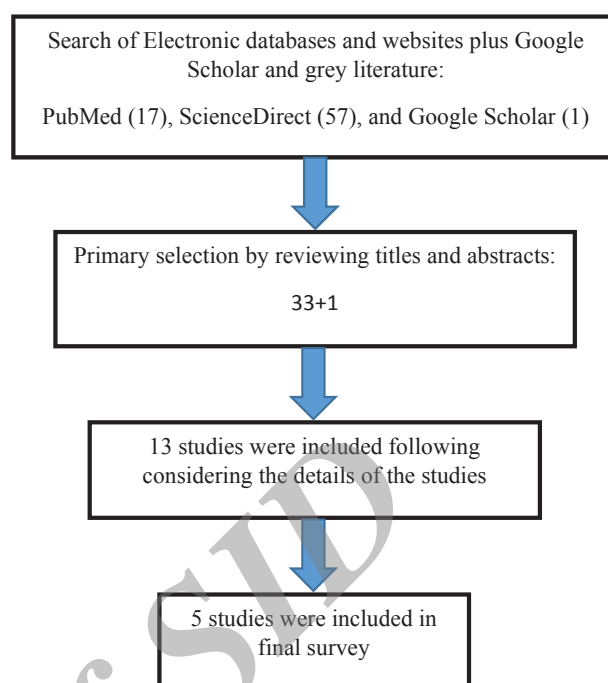 Search of Electronic databases and websites plus Google
Scholar and grey literature:
PubMed (17), ScienceDirect (57), and Google Scholar (1)
Primary selection by reviewing titles and abstracts:
33+1
13 studies were included following
considering the details of the studies
5 studies were included in
final survey
f SID